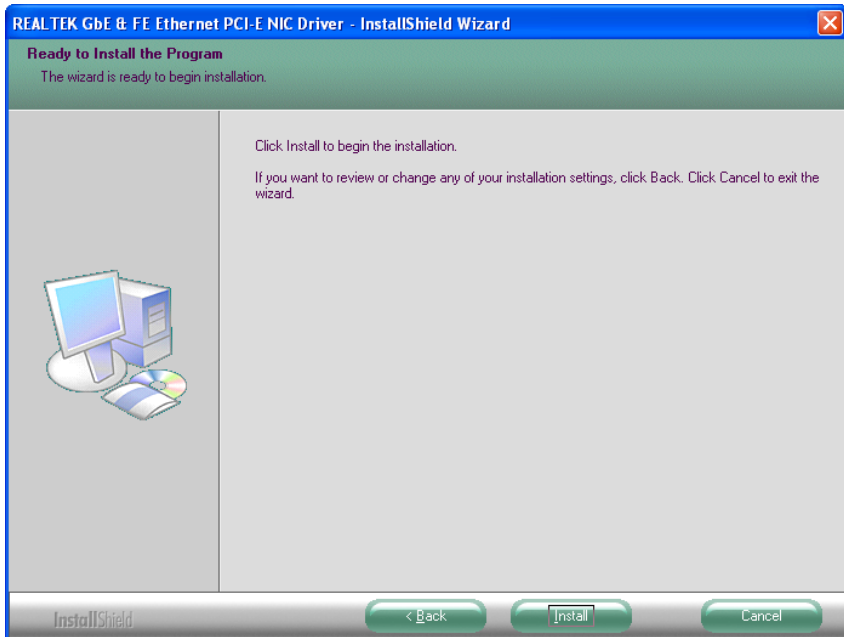 REALTEK GbE & FE Ethernet PCI-E NIC Driver - InstallShield Wizard
Ready to Install the Program
The wizard is ready to begin installation.
Click Install to begin the installation.
If you want to review or change any of your installation settings, click Back. Click Cancel to exit the
wizard.
InstallShield
< Back
Install
Cancel